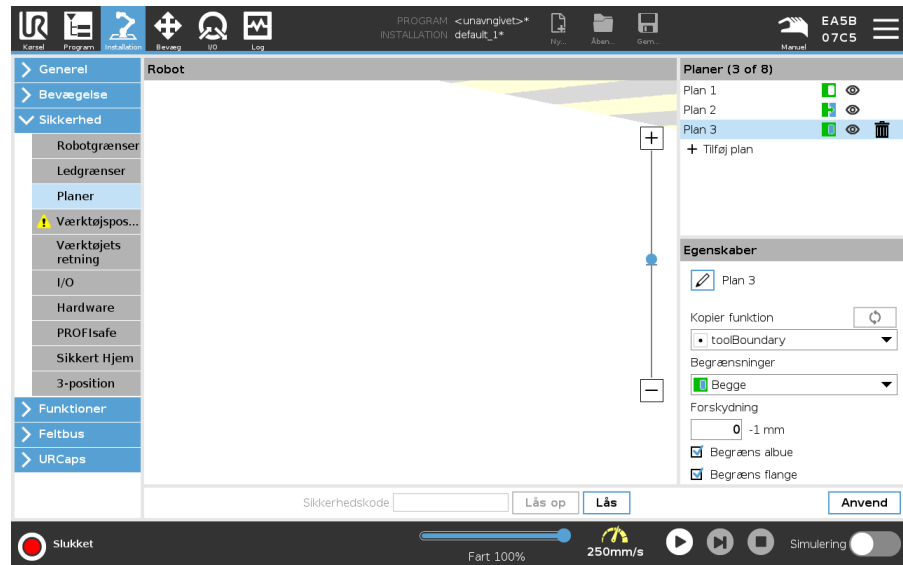 UR
Kørsel
Program
Installation
Bevæg
I/O
Log
PROGRAM <unavngivet>*
INSTALLATION default_1*
Ny...
Åben...
Gem...
Manuel
EA5B
07C5
Generel
Bevægelse
Sikkerhed
Robotgrænser
Ledgrænser
Planer
Værktøjspos...
Værktøjets
retning
I/O
Hardware
PROFIsafe
Sikkert Hjem
3-position
Funktioner
Feltbus
URCaps
Robot
+
−
Planer (3 of 8)
Plan 1
Plan 2
Plan 3
+ Tilføj plan
Egenskaber
Plan 3
Kopier funktion
toolBoundary
Begrænsninger
Begge
Forskydning
0 -1 mm
Begræns albue
Begræns flange
Sikkerhedskode
Lås op
Lås
Anvend
Slukket
Fart 100%
250mm/s
Simulering